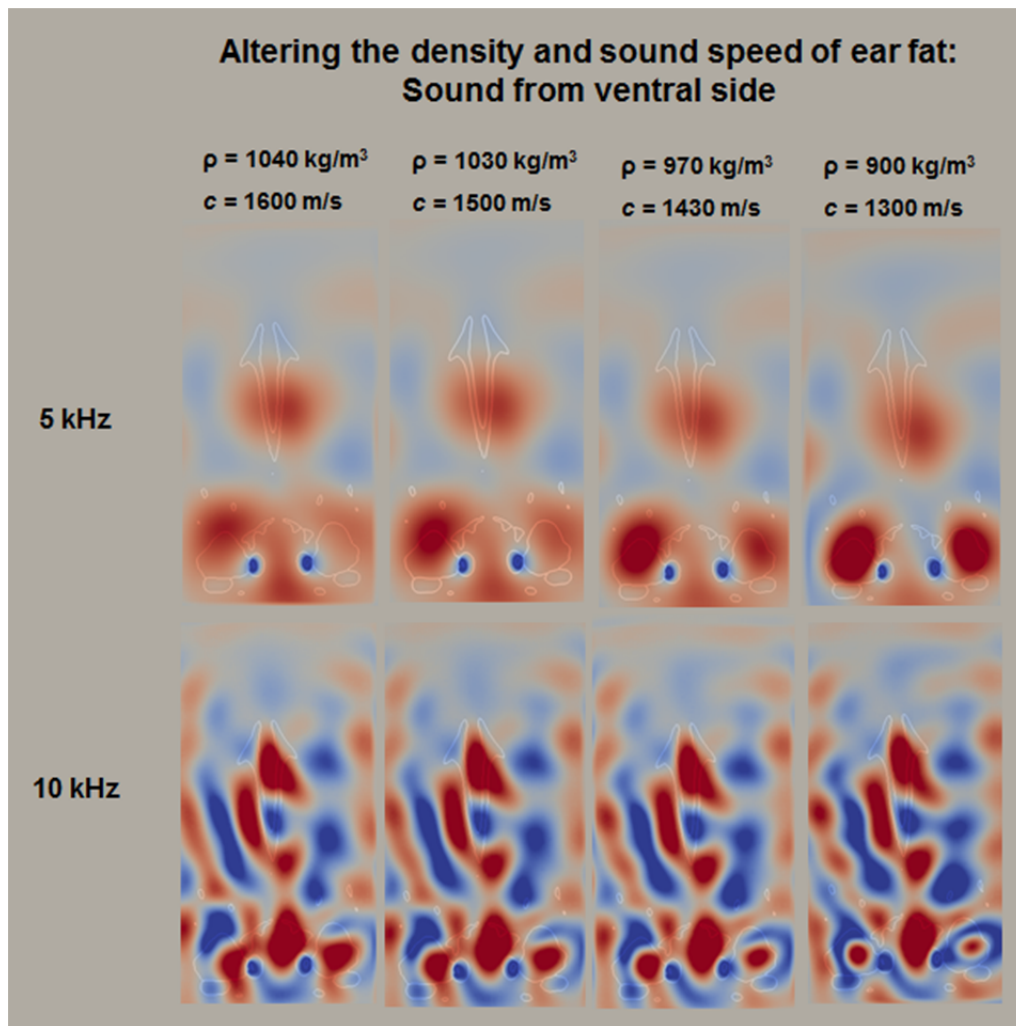 Altering the density and sound speed of ear fat:
Sound from ventral side
ρ = 1040 kg/m³
c = 1600 m/s
ρ = 1030 kg/m³
c = 1500 m/s
ρ = 970 kg/m³
c = 1430 m/s
ρ = 900 kg/m³
c = 1300 m/s
5 kHz
10 kHz